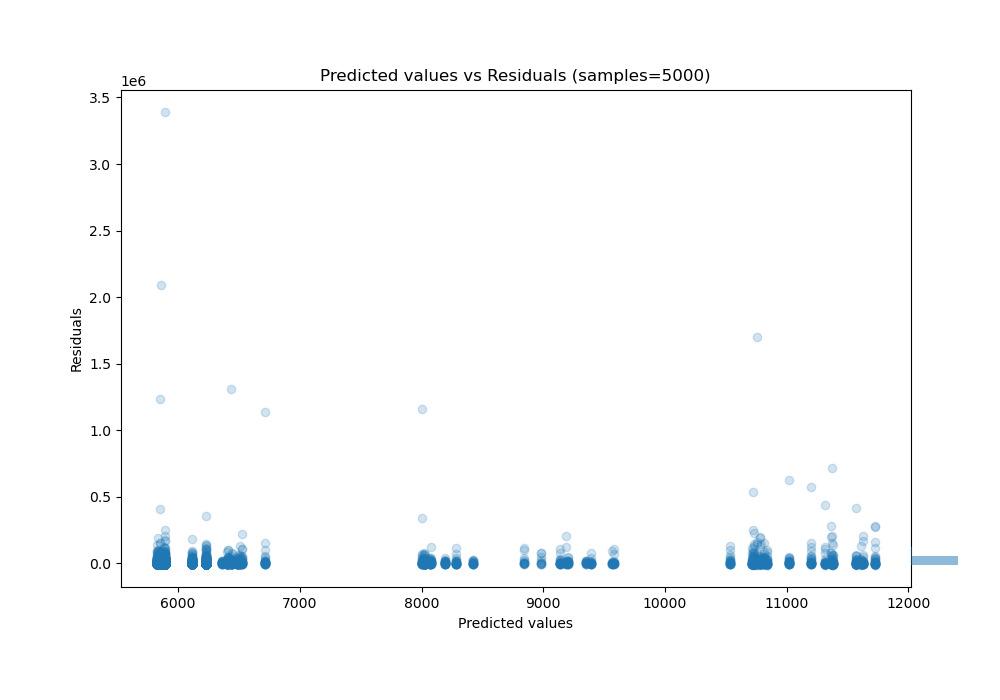 Predicted values vs Residuals (samples=5000)
1e6
3.5
3.0
2.5
2.0
1.5
1.0
0.5
0.0
Residuals
6000 7000 8000 9000 10000 11000 12000
Predicted values